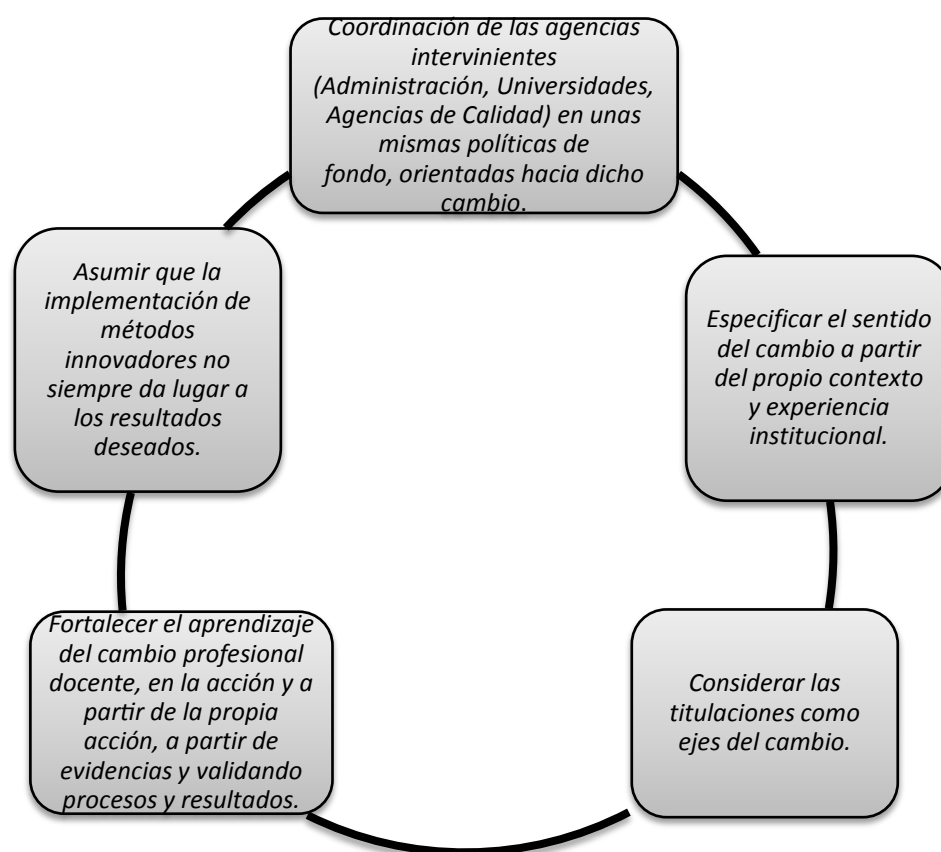 Coordinación de las agencias
intervinientes
(Administración, Universidades,
Agencias de Calidad) en unas
mismas políticas de
fondo, orientadas hacia dicho
cambio.
Especificar el sentido
del cambio a partir
del propio contexto
y experiencia
institucional.
Considerar las
titulaciones como
ejes del cambio.
Fortalecer el aprendizaje
del cambio profesional
docente, en la acción y a
partir de la propia
acción, a partir de
evidencias y validando
procesos y resultados.
Asumir que la
implementación de
métodos
innovadores no
siempre da lugar a
los resultados
deseados.